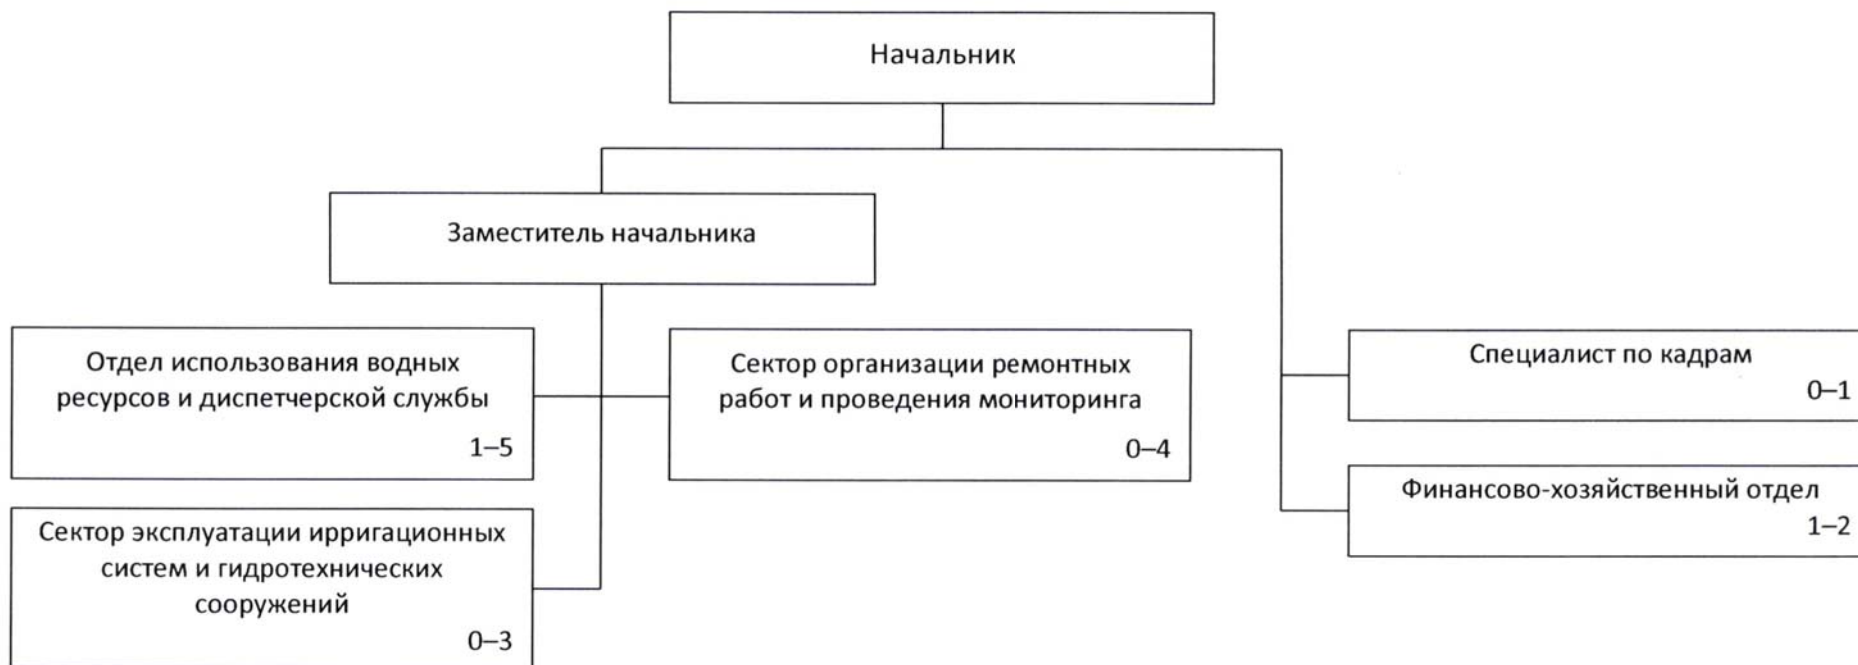 Начальник
Заместитель начальника
Отдел использования водных
ресурсов и диспетчерской службы
1–5
Сектор организации ремонтных
работ и проведения мониторинга
0–4
Специалист по кадрам
0–1
Финансово-хозяйственный отдел
1–2
Сектор эксплуатации ирригационных
систем и гидротехнических
сооружений
0–3